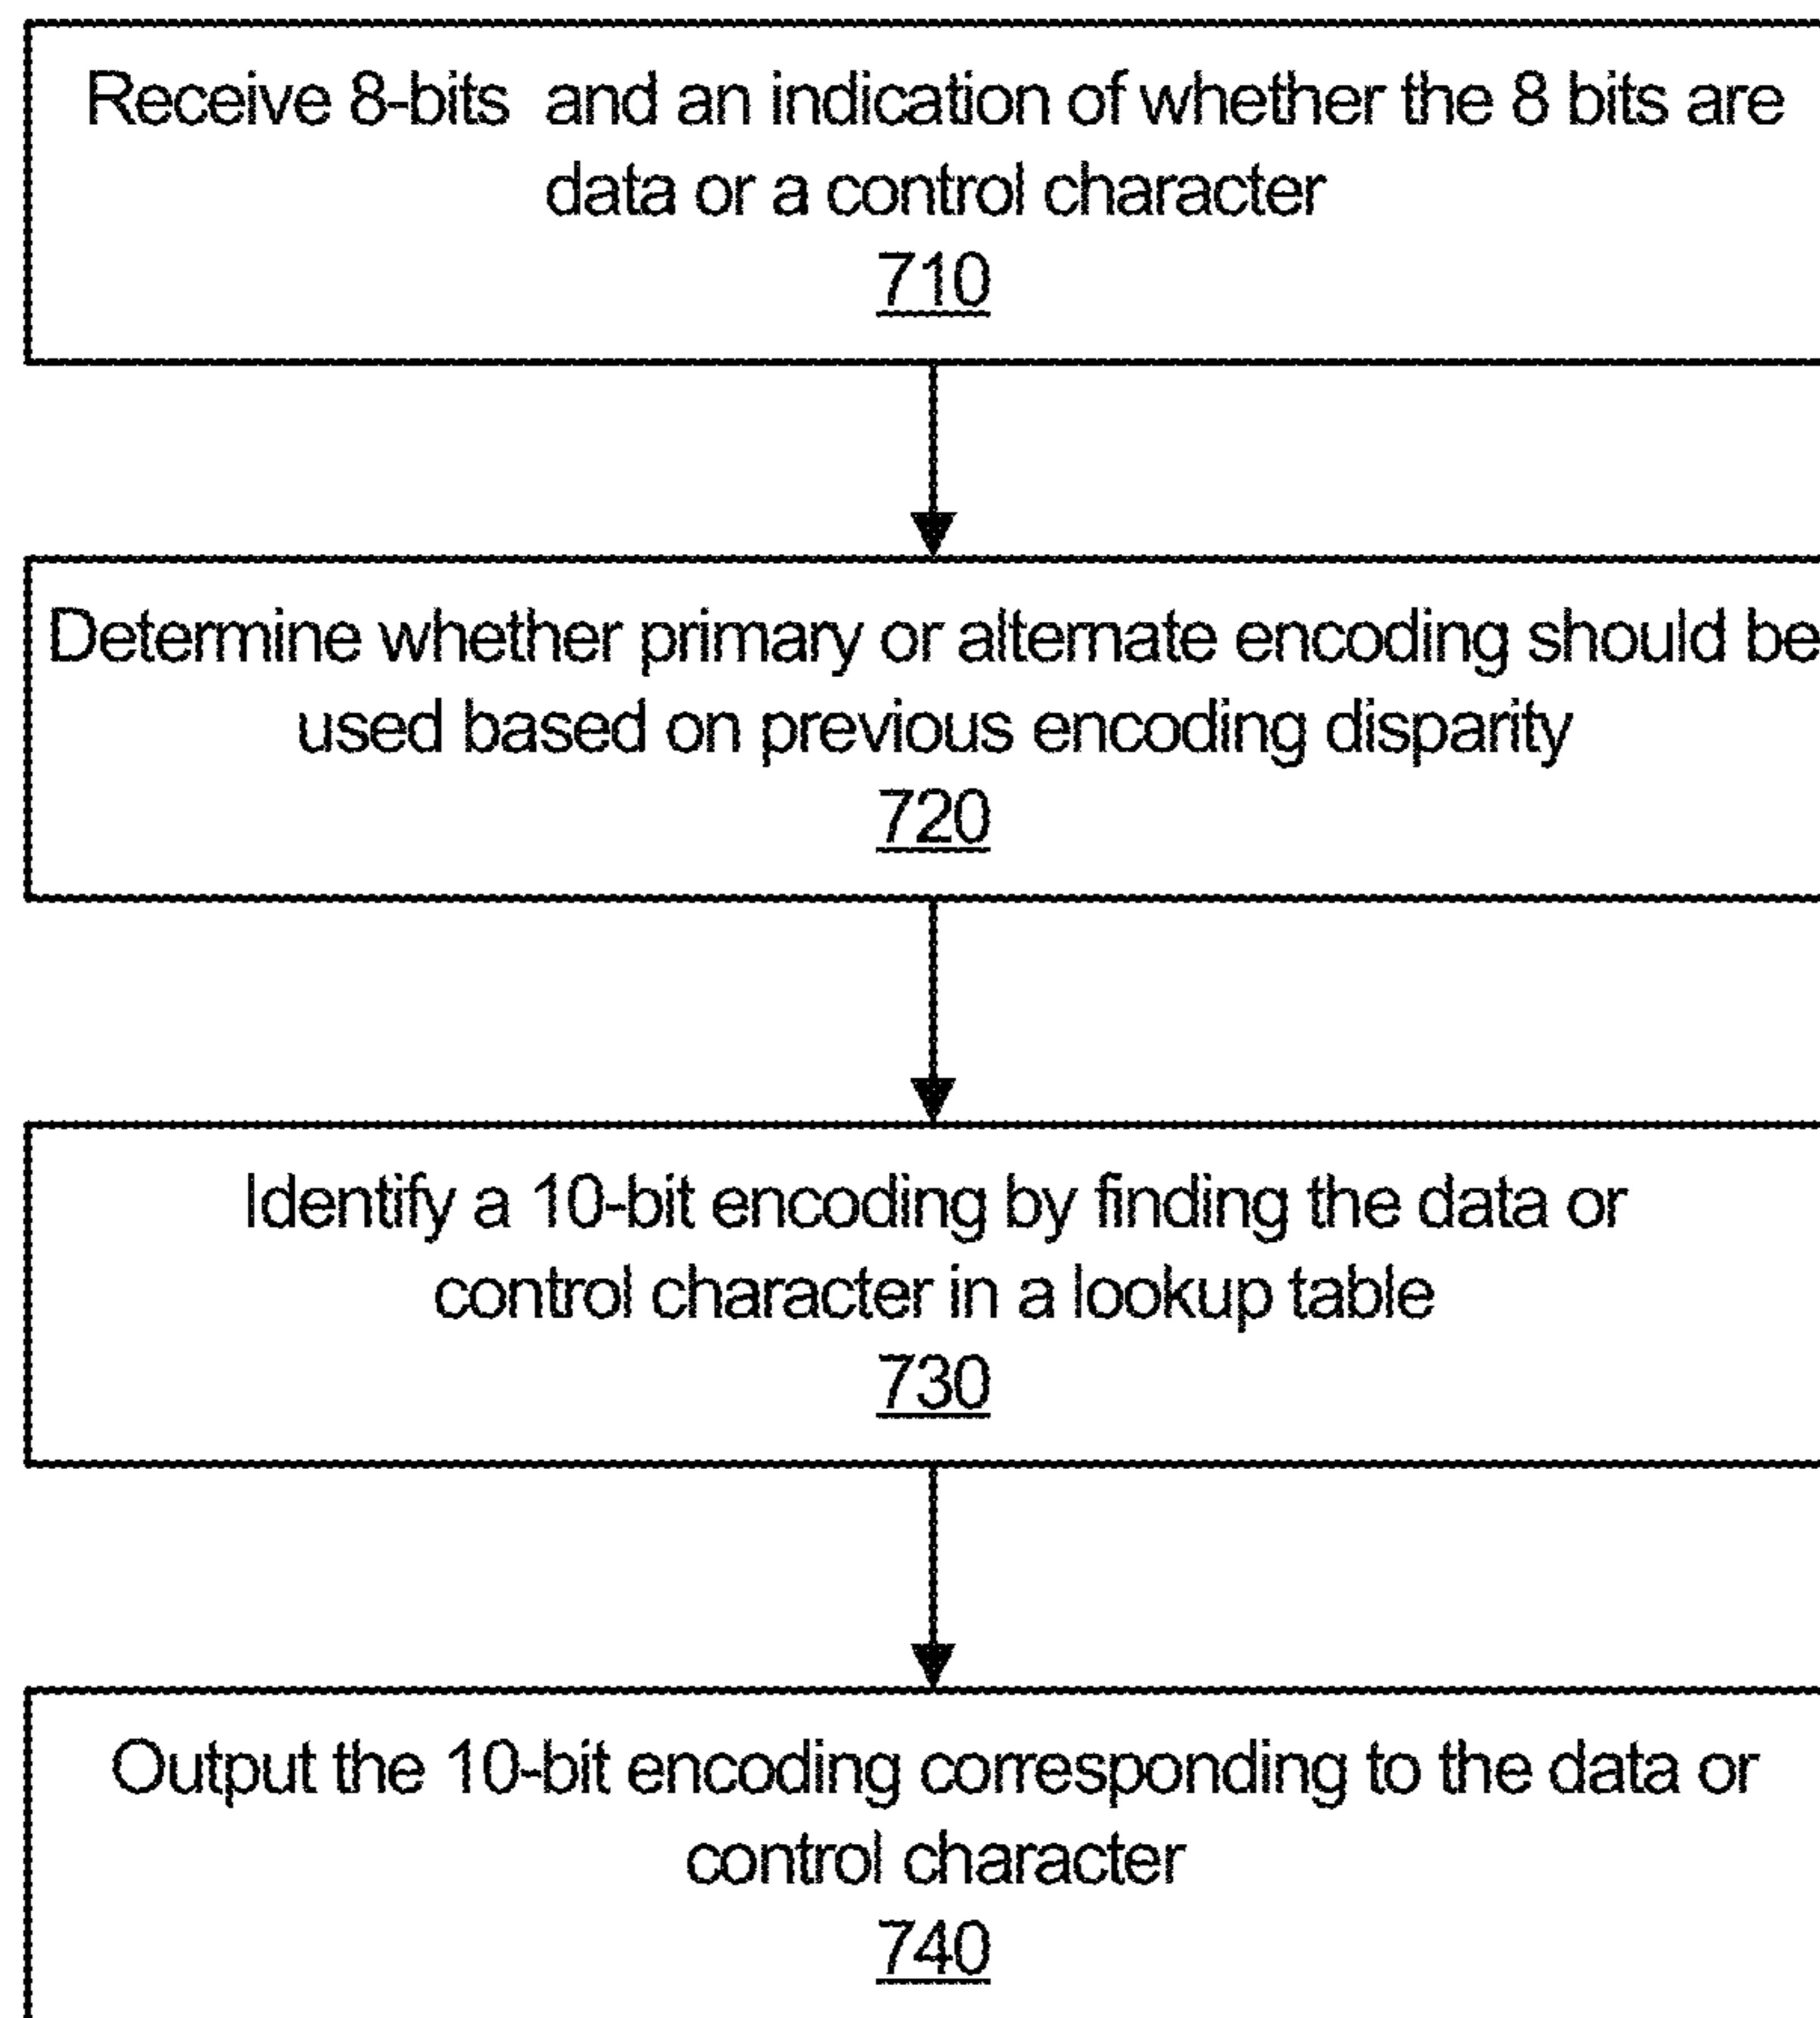 Receive 8-bits  and an indication of whether the 8 bits are
data or a control character
710
Determine whether primary or alternate encoding should be
used based on previous encoding disparity
720
Identify a 10-bit encoding by finding the data or
control character in a lookup table
730
Output the 10-bit encoding corresponding to the data or
control character
740